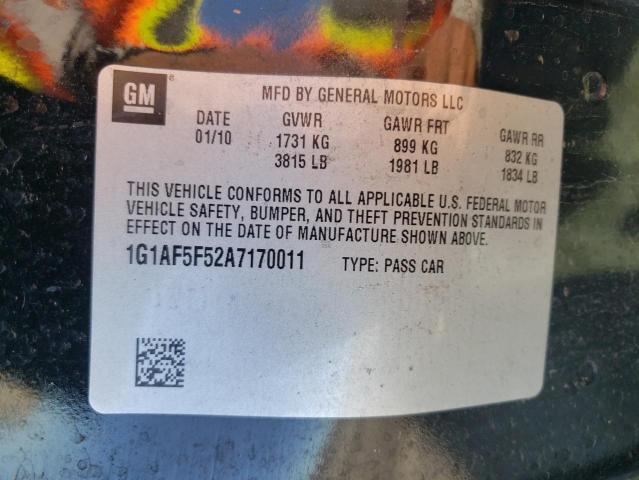 GM ®
MFD BY GENERAL MOTORS LLC
DATE GVWR GAWR FRT GAWR RR
01/10 1731 KG 899 KG 832 KG
3815 LB 1981 LB 1834 LB
THIS VEHICLE CONFORMS TO ALL APPLICABLE U.S. FEDERAL MOTOR
VEHICLE SAFETY, BUMPER, AND THEFT PREVENTION STANDARDS IN
EFFECT ON THE DATE OF MANUFACTURE SHOWN ABOVE.
1G1AF5F52A7170011 TYPE: PASS CAR